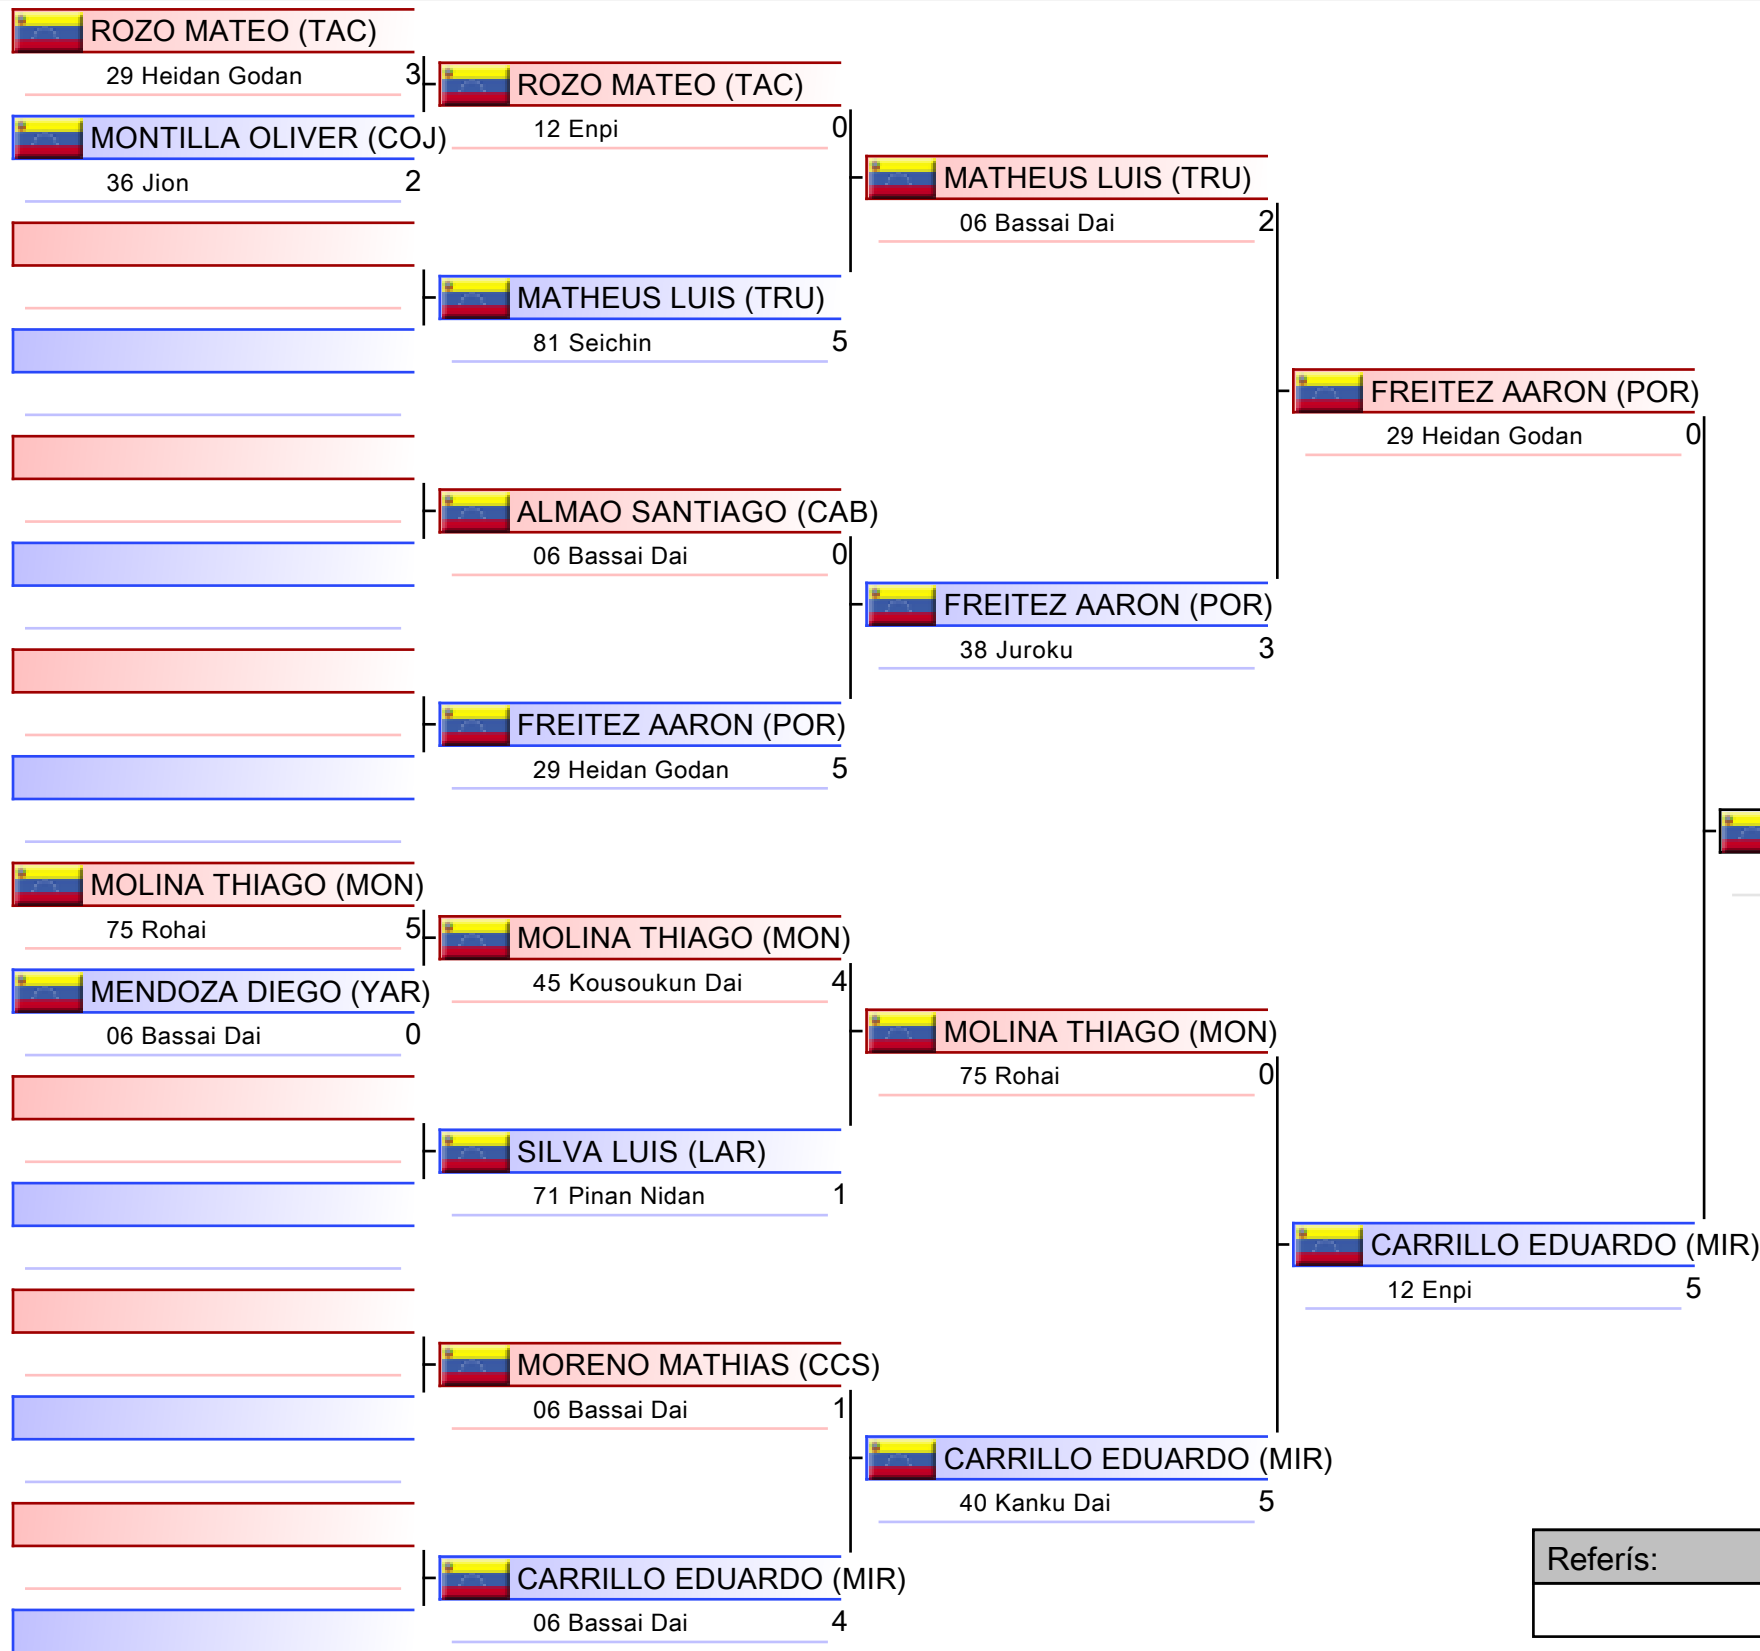 ROZO MATEO (TAC)
29 Heidan Godan 3
MONTILLA OLIVER (COJ)
36 Jion 2
MOLINA THIAGO (MON)
75 Rohai 5
MENDOZA DIEGO (YAR)
06 Bassai Dai 0
ROZO MATEO (TAC)
12 Enpi 0
MATHEUS LUIS (TRU)
81 Seichin 5
ALMAO SANTIAGO (CAB)
06 Bassai Dai 0
FREITEZ AARON (POR)
29 Heidan Godan 5
MOLINA THIAGO (MON)
45 Kousoukun Dai 4
SILVA LUIS (LAR)
71 Pinan Nidan 1
MORENO MATHIAS (CCS)
06 Bassai Dai 1
CARRILLO EDUARDO (MIR)
06 Bassai Dai 4
MATHEUS LUIS (TRU)
06 Bassai Dai 2
FREITEZ AARON (POR)
38 Juroku 3
MOLINA THIAGO (MON)
75 Rohai 0
CARRILLO EDUARDO (MIR)
40 Kanku Dai 5
FREITEZ AARON (POR)
29 Heidan Godan 0
CARRILLO EDUARDO (MIR)
12 Enpi 5
Referís: